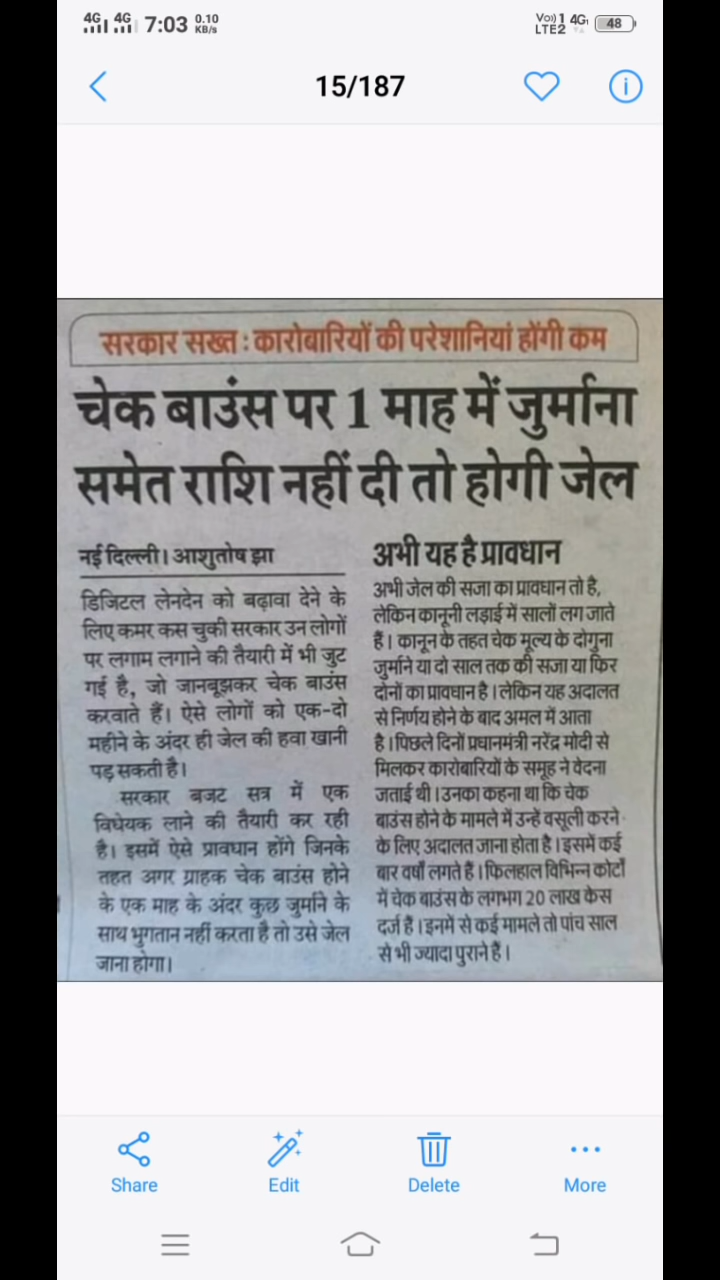 4G 4G 7:03 0.10 KB/s Vo) 1 4G LTE2 48
15/187
सरकार सख्त : कारोबारियों की परेशानियां होंगी कम
चेक बाउंस पर 1 माह में जुर्माना
समेत राशि नहीं दी तो होगी जेल
नई दिल्ली। आशुतोष झा
डिजिटल लेनदेन को बढ़ावा देने के
लिए कमर कस चुकी सरकार उन लोगों
पर लगाम लगाने की तैयारी में भी जुट
गई है, जो जानबूझकर चेक बाउंस
करवाते हैं। ऐसे लोगों को एक-दो
महीने के अंदर ही जेल की हवा खानी
पड़ सकती है।
सरकार बजट सत्र में एक
विधेयक लाने की तैयारी कर रही
है। इसमें ऐसे प्रावधान होंगे जिनके
तहत अगर ग्राहक चेक बाउंस होने
के एक माह के अंदर कुछ जुर्माने के
साथ भुगतान नहीं करता है तो उसे जेल
जाना होगा।
अभी यह है प्रावधान
अभी जेल की सजा का प्रावधान तो है,
लेकिन कानूनी लड़ाई में सालों लग जाते
हैं। कानून के तहत चेक मूल्य के दोगुना
जुर्माने या दो साल तक की सजा या फिर
दोनों का प्रावधान है। लेकिन यह अदालत
से निर्णय होने के बाद अमल में आता
है। पिछले दिनों प्रधानमंत्री नरेंद्र मोदी से
मिलकर कारोबारियों के समूह ने वेदना
जताई थी। उनका कहना था कि चेक
बाउंस होने के मामले में उन्हें वसूली करने
के लिए अदालत जाना होता है। इसमें कई
बार वर्षों लगते हैं। फिलहाल विभिन्न कोर्टों
में चेक बाउंस के लगभग 20 लाख केस
दर्ज हैं। इनमें से कई मामले तो पांच साल
से भी ज्यादा पुराने हैं।
Share Edit Delete More